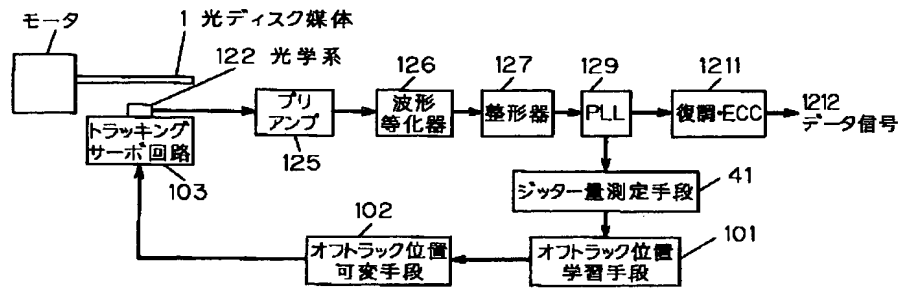 モータ
1 光ディスク媒体
122 光学系
トラッキング
サーボ回路
103
プリ
アンプ
125
126
波形
等化器
127
整形器
129
PLL
1211
復調・ECC
1212
データ信号
ジッター量測定手段
41
102
オフトラック位置
可変手段
オフトラック位置
学習手段
101